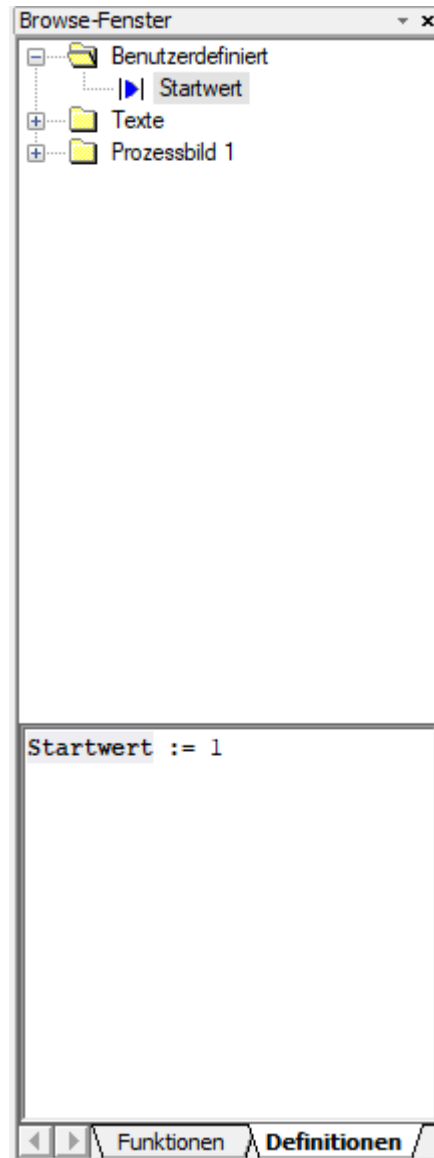 Browse-Fenster
Benutzerdefiniert
Startwert
Texte
Prozessbild 1
Startwert := 1
Funktionen Definitionen